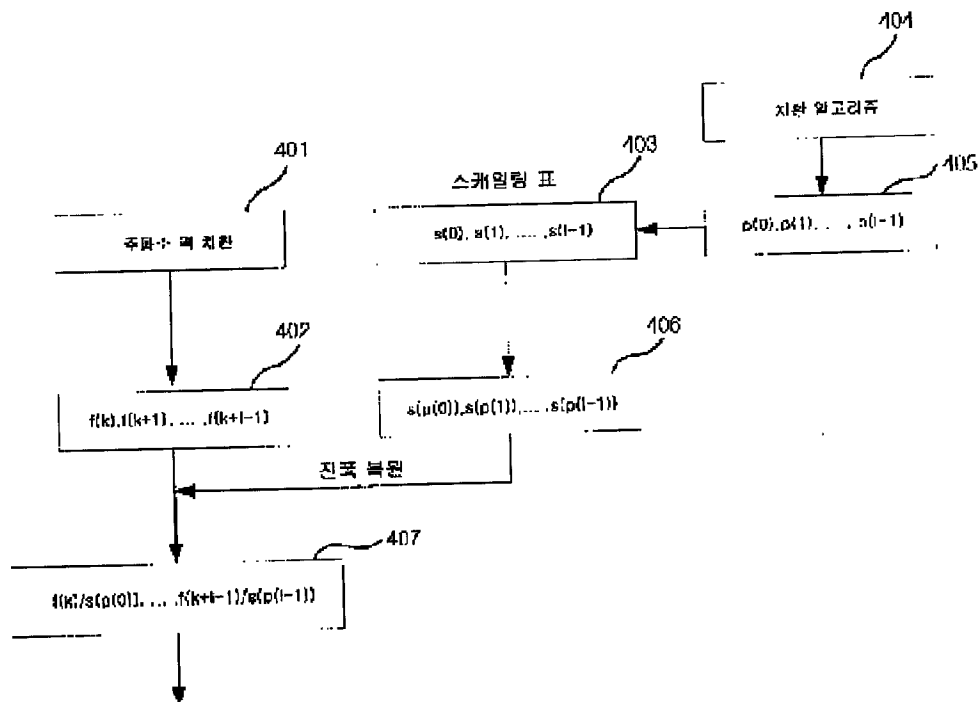 404
치환 알고리즘
405
p(0),p(1), ... , p(l-1)
403
스캐일링 표
s(0), s(1), .... ,s(l-1)
401
주파수 역 치환
402
f(k),f(k+1), ... ,f(k+l-1)
406
s(p(0)),s(p(1)), ... ,s(p(l-1))
진폭 복원
407
f(k)/s(p(0)), ... ,f(k+l-1)/s(p(l-1))